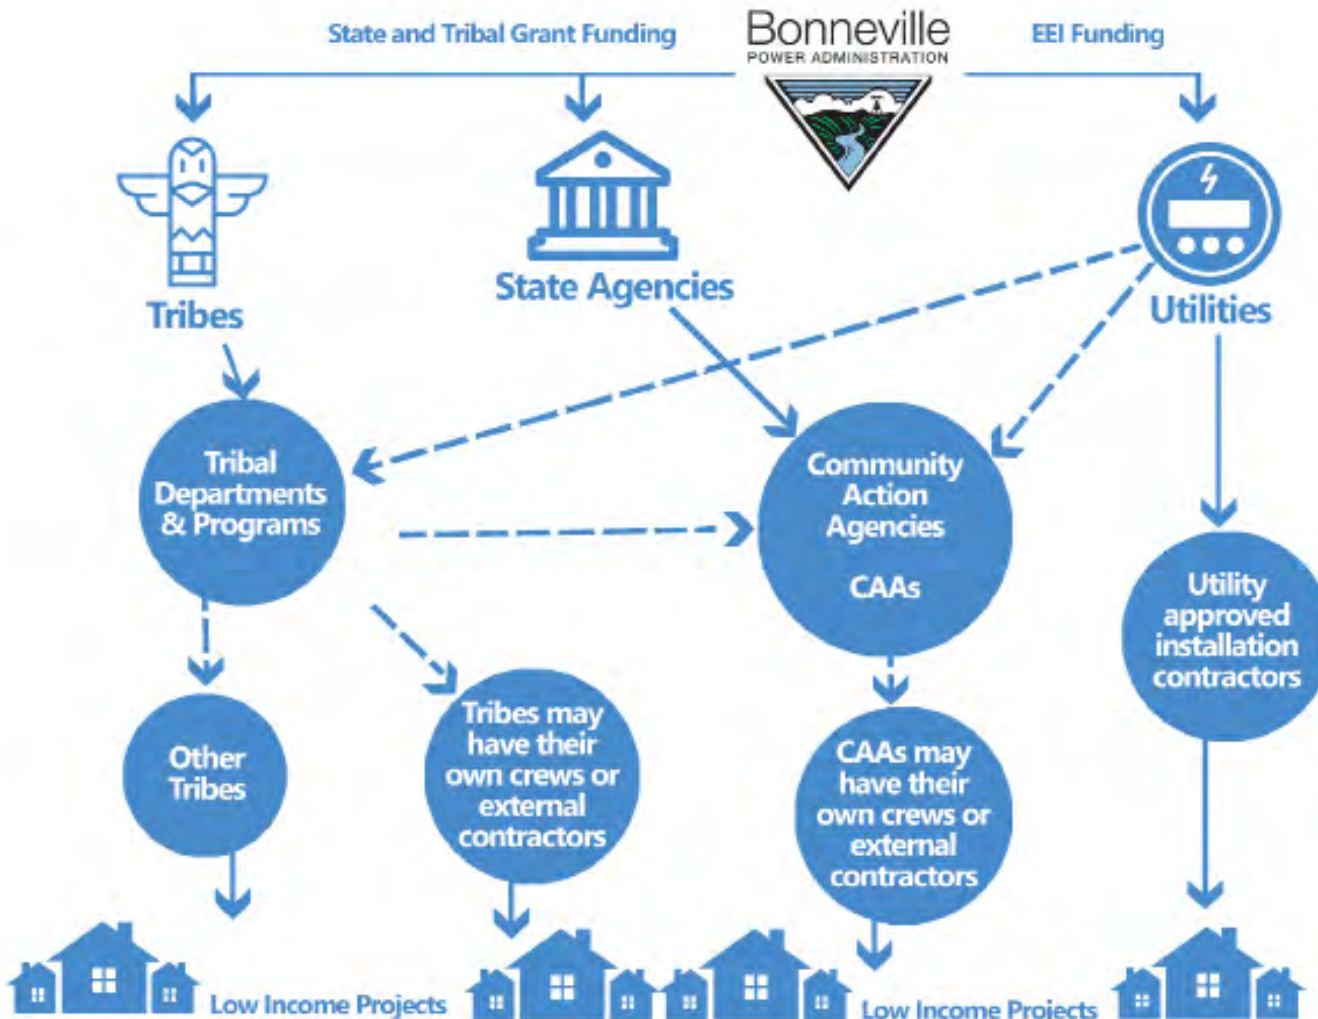 State and Tribal Grant Funding
Bonneville
POWER ADMINISTRATION
EEI Funding
Tribes
State Agencies
Utilities
Tribal
Departments
& Programs
Community
Action
Agencies
CAAs
Utility
approved
installation
contractors
Other
Tribes
Tribes may
have their
own crews or
external
contractors
CAAs may
have their
own crews or
external
contractors
Low Income Projects
Low Income Projects